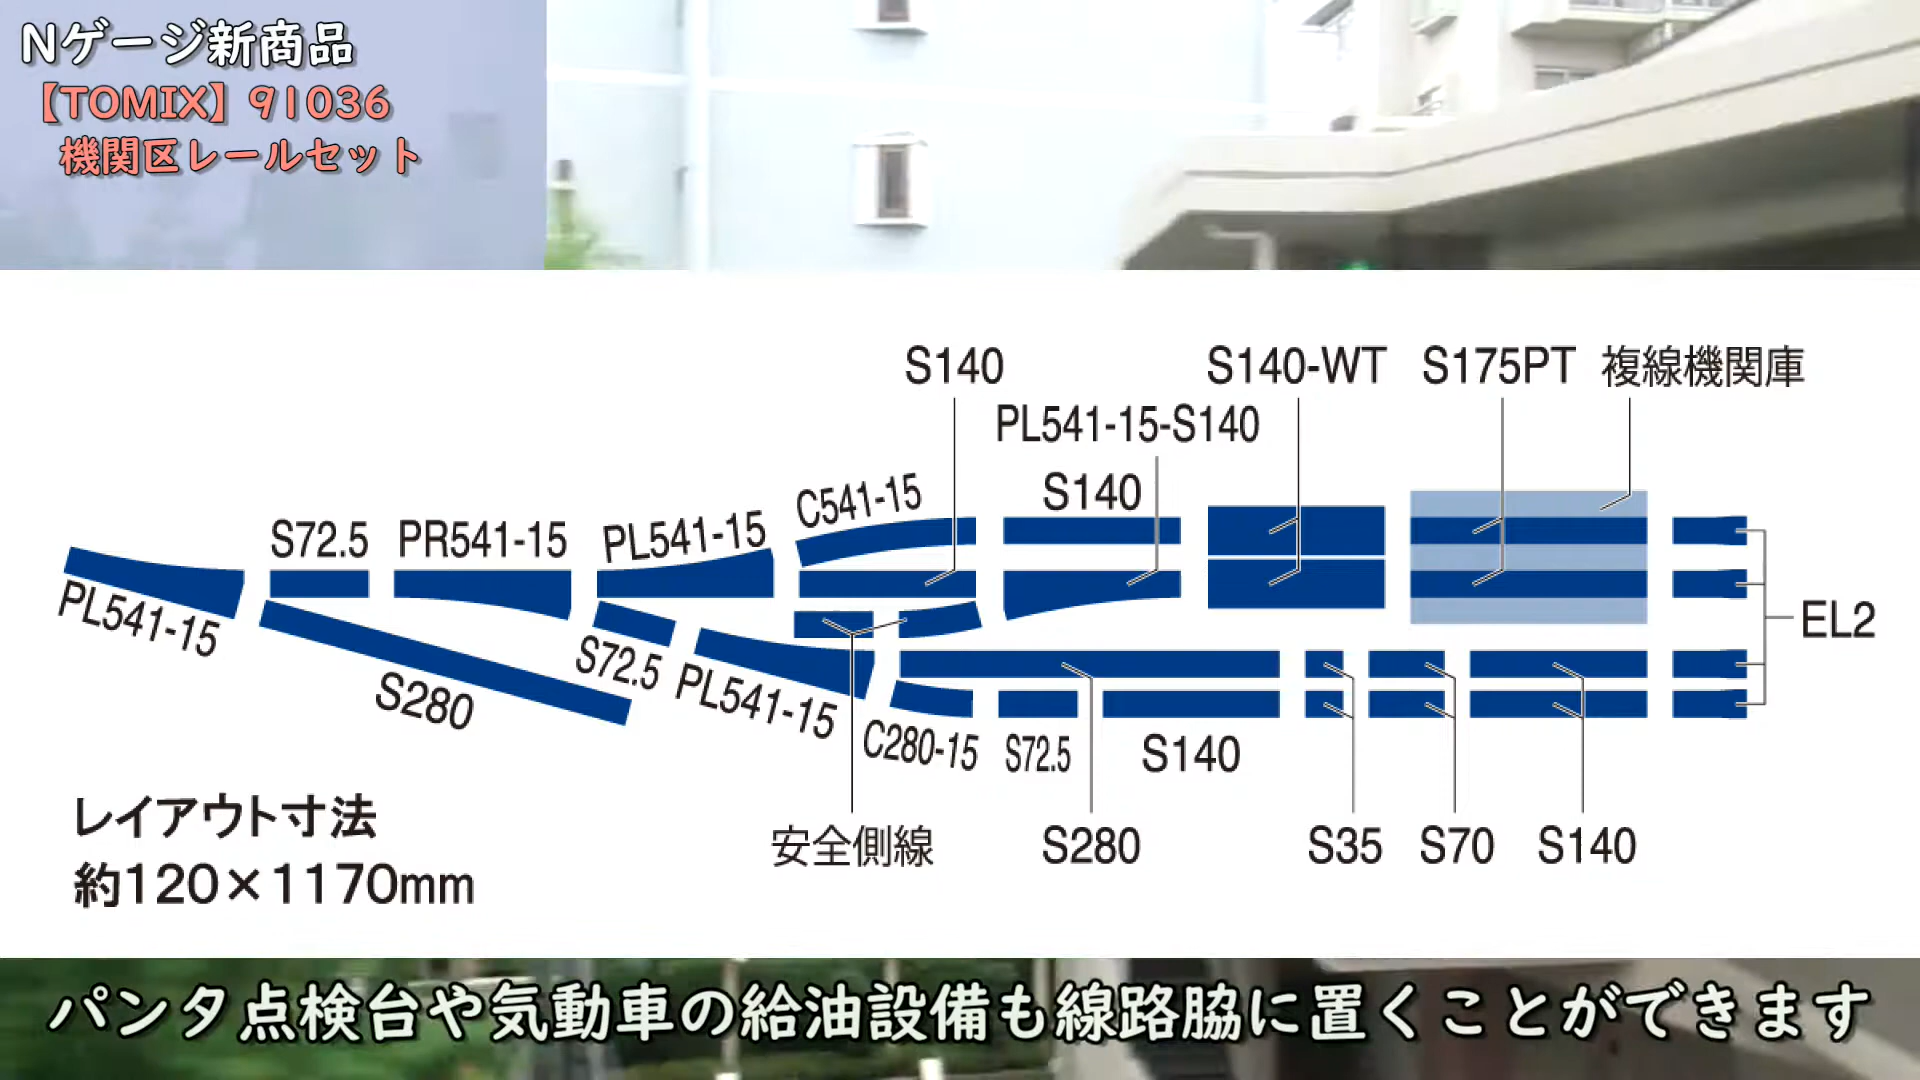 Nゲージ新商品
【TOMIX】91036
機関区レールセット
S140
S140-WT
S175PT
複線機関庫
PL541-15-S140
C541-15
S140
S72.5
PR541-15
PL541-15
PL541-15
S72.5
EL2
S280
PL541-15
C280-15
S72.5
S140
レイアウト寸法
約120×1170mm
安全側線
S280
S35
S70
S140
パンタ点検台や気動車の給油設備も線路脇に置くことができます